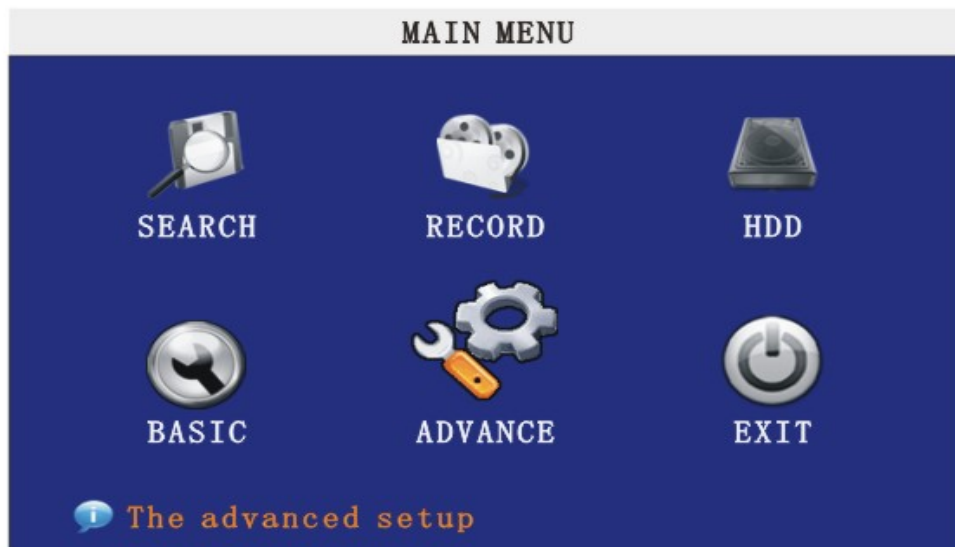 MAIN MENU
SEARCH RECORD HDD
BASIC ADVANCE EXIT
The advanced setup